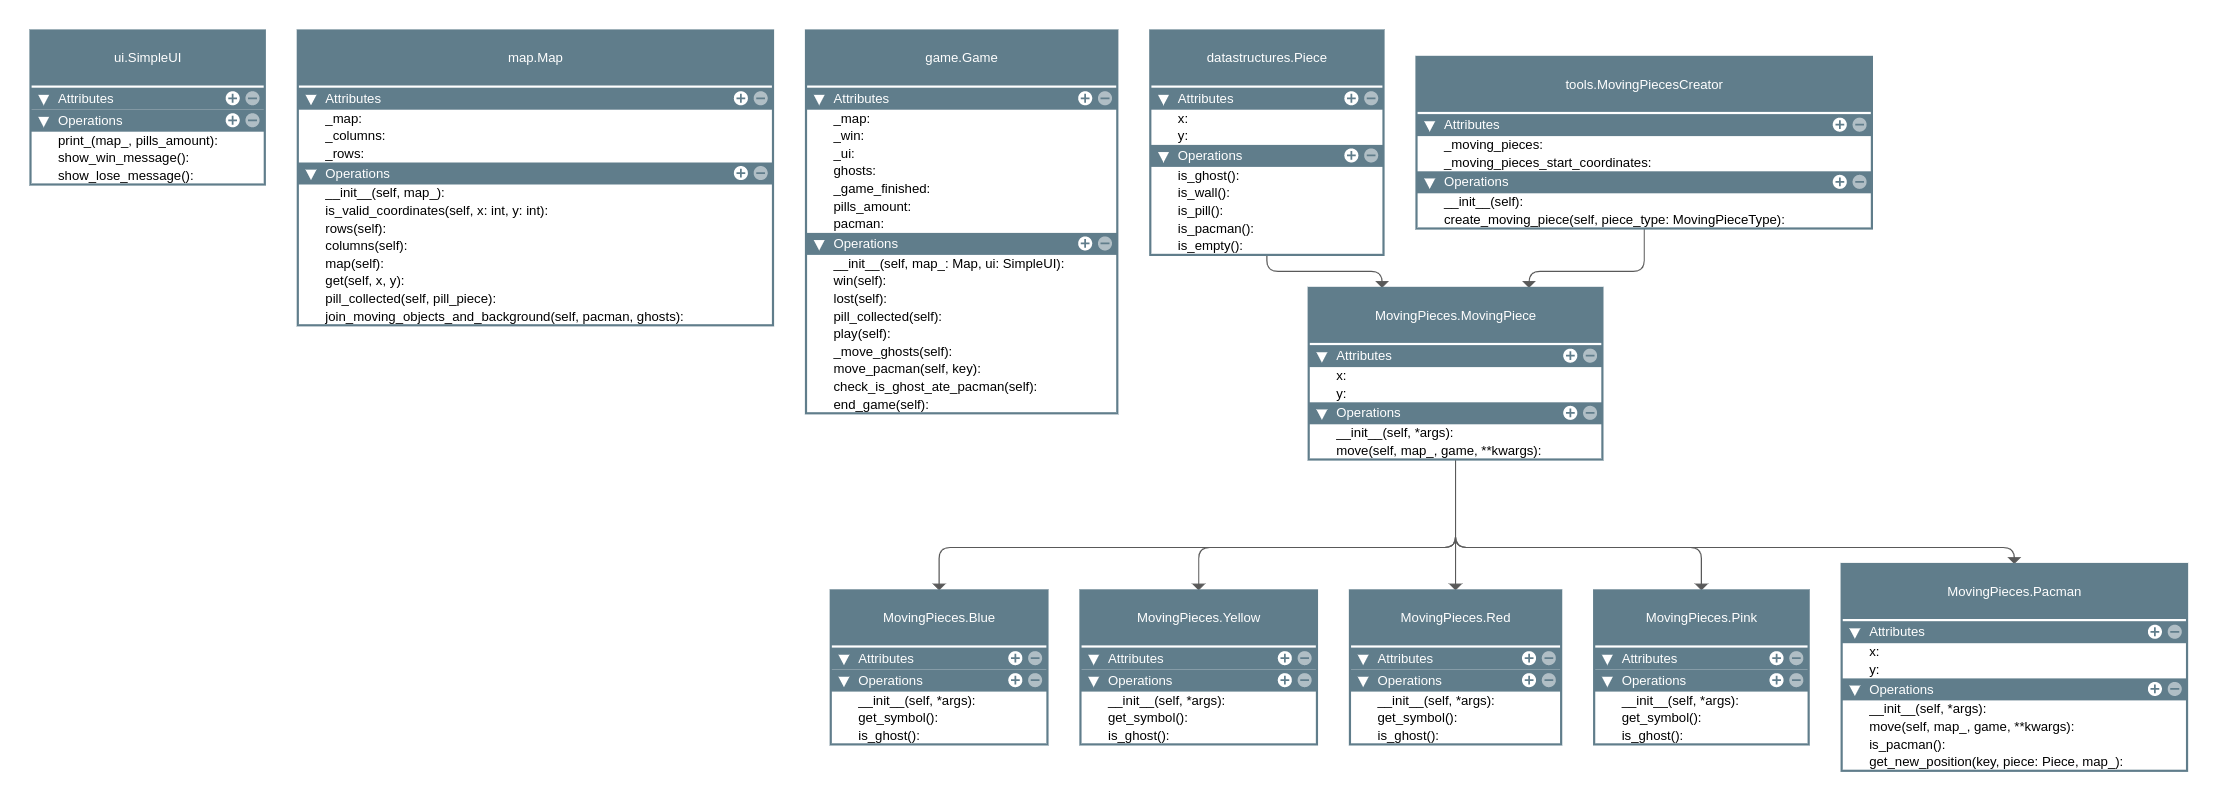 ui.SimpleUI
Attributes
Operations
print_(map_, pills_amount):
show_win_message():
show_lose_message():
map.Map
Attributes
_map:
_columns:
_rows:
Operations
__init__(self, map_):
is_valid_coordinates(self, x: int, y: int):
rows(self):
columns(self):
map(self):
get(self, x, y):
pill_collected(self, pill_piece):
join_moving_objects_and_background(self, pacman, ghosts):
game.Game
Attributes
_map:
_win:
_ui:
ghosts:
_game_finished:
pills_amount:
pacman:
Operations
__init__(self, map_: Map, ui: SimpleUI):
win(self):
lost(self):
pill_collected(self):
play(self):
_move_ghosts(self):
move_pacman(self, key):
check_is_ghost_ate_pacman(self):
end_game(self):
datastructures.Piece
Attributes
x:
y:
Operations
is_ghost():
is_wall():
is_pill():
is_pacman():
is_empty():
tools.MovingPiecesCreator
Attributes
_moving_pieces:
_moving_pieces_start_coordinates:
Operations
__init__(self):
create_moving_piece(self, piece_type: MovingPieceType):
MovingPieces.MovingPiece
Attributes
x:
y:
Operations
__init__(self, *args):
move(self, map_, game, **kwargs):
MovingPieces.Blue
Attributes
Operations
__init__(self, *args):
get_symbol():
is_ghost():
MovingPieces.Yellow
Attributes
Operations
__init__(self, *args):
get_symbol():
is_ghost():
MovingPieces.Red
Attributes
Operations
__init__(self, *args):
get_symbol():
is_ghost():
MovingPieces.Pink
Attributes
Operations
__init__(self, *args):
get_symbol():
is_ghost():
MovingPieces.Pacman
Attributes
x:
y:
Operations
__init__(self, *args):
move(self, map_, game, **kwargs):
is_pacman():
get_new_position(key, piece: Piece, map_):